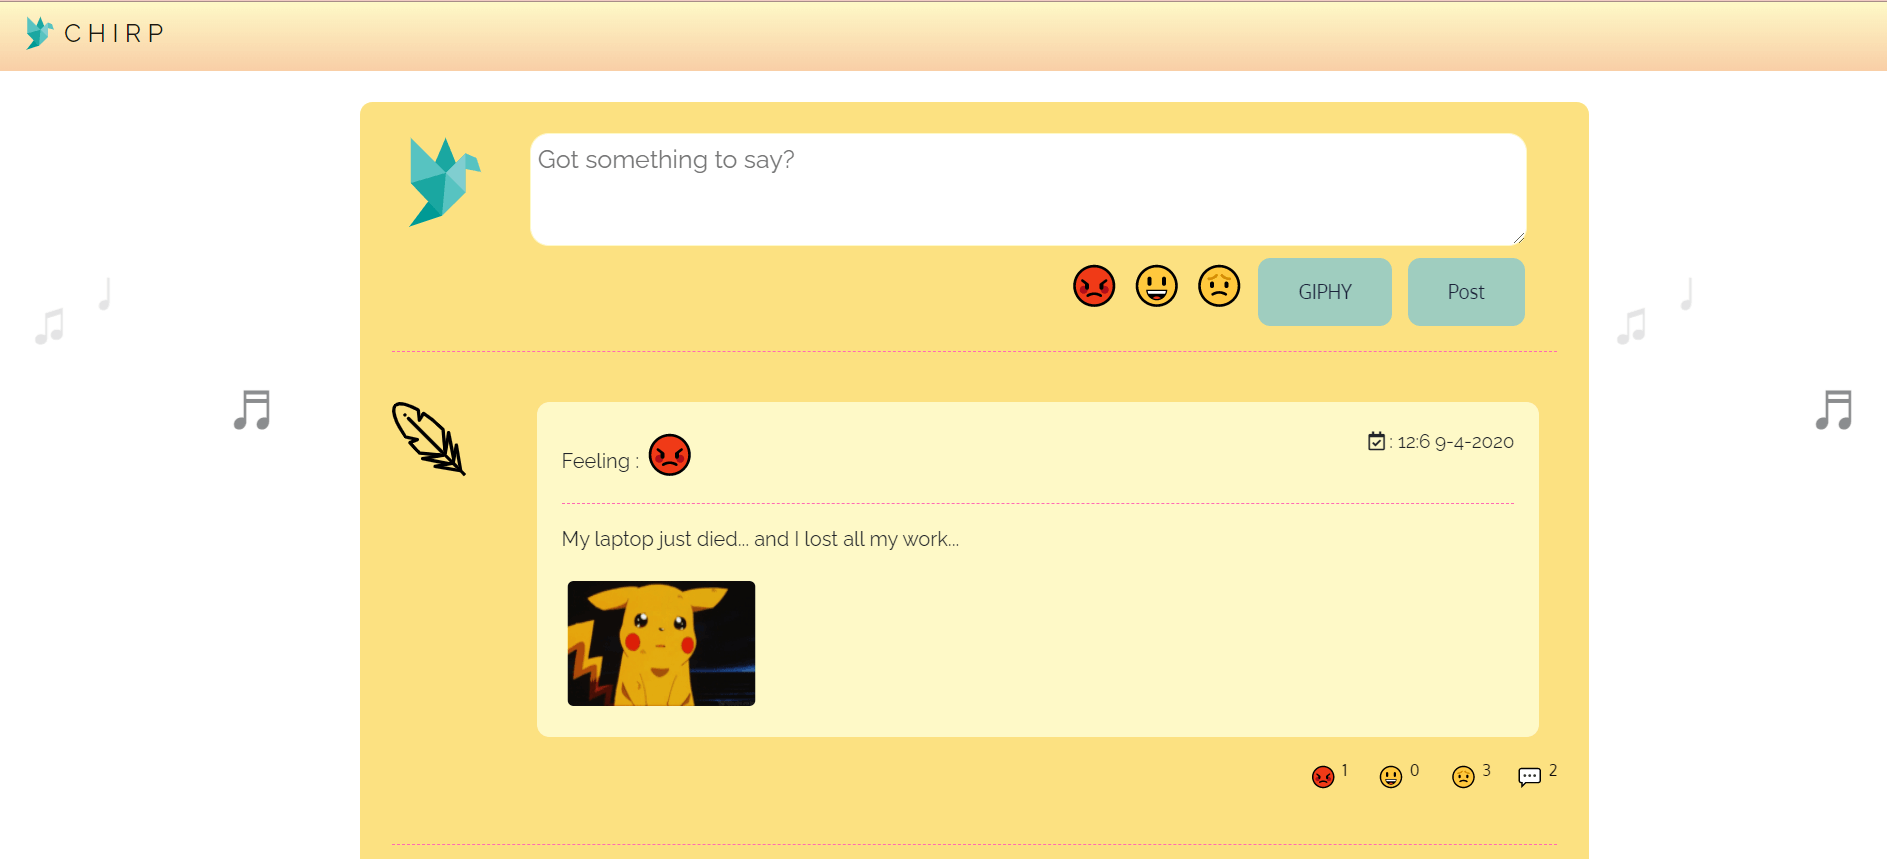 CHIRP
Got something to say?
GIPHY
Post
Feeling :
: 12:6 9-4-2020
My laptop just died... and I lost all my work...
1
0
3
2